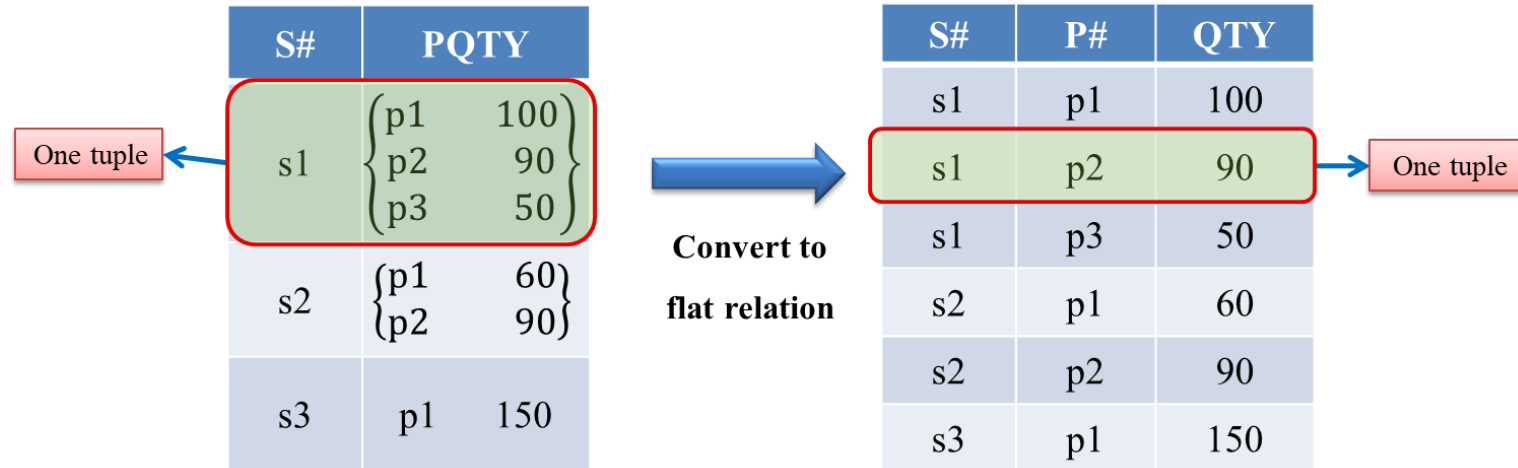 S# PQTY
One tuple
s1
p1 100
p2 90
p3 50
s2
p1 60
p2 90
s3 p1 150
Convert to
flat relation
S# P# QTY
s1 p1 100
s1 p2 90
s1 p3 50
s2 p1 60
s2 p2 90
s3 p1 150
One tuple